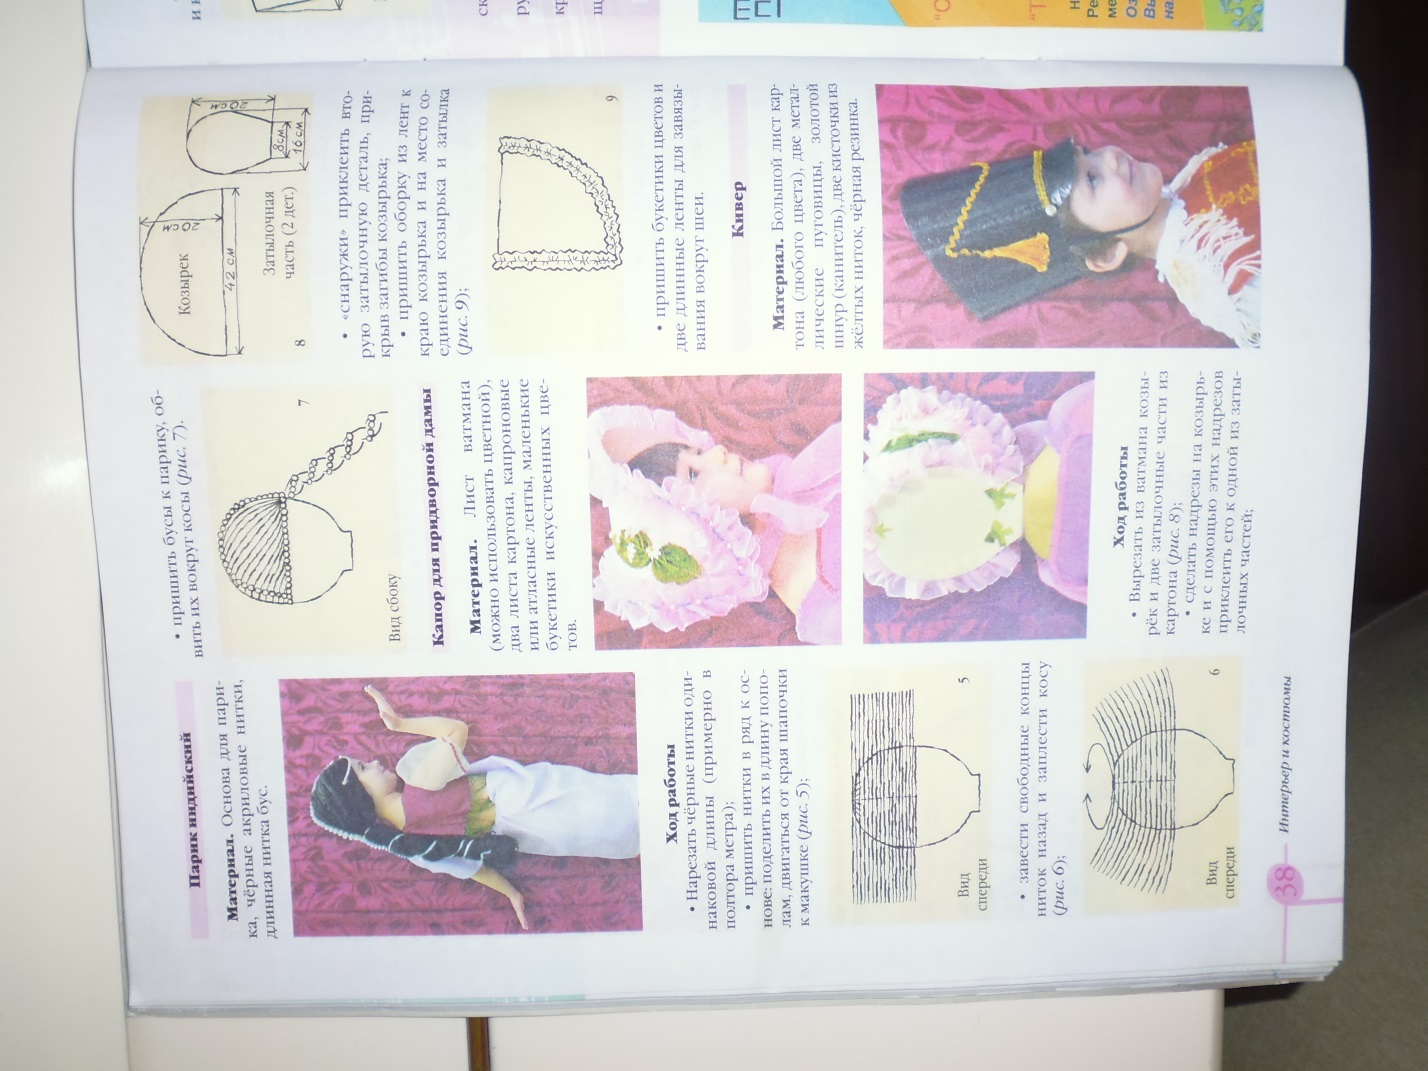 Парик индийский
Материал. Основа для пари-
ка, чёрные акриловые нитки,
длинная нитка бус.
Ход работы
• Нарезать чёрные нитки оди-
наковой длины (примерно в
полтора метра);
• пришить нитки в ряд к ос-
нове: поделить их в длину попо-
лам, двигаться от края шапочки
к макушке (рис. 5);
5
Вид
спереди
• завести свободные концы
ниток назад и заплести косу
(рис. 6);
6
Вид
спереди
• пришить бусы к парику, об-
вить их вокруг косы (рис. 7).
7
Вид сбоку
Капор для придворной дамы
Материал. Лист ватмана
(можно использовать цветной),
два листа картона, капроновые
или атласные ленты, маленькие
букетики искусственных цве-
тов.
Ход работы
• Вырезать из ватмана козы-
рёк и две затылочные части из
картона (рис. 8);
• сделать надрезы на козырь-
ке и с помощью этих надрезов
приклеить его к одной из заты-
лочных частей;
Козырек
20см
42 см
20см
8см
16 см
Затылочная
часть (2 дет.)
8
• «снаружи» приклеить вто-
рую затылочную деталь, при-
крыв загибы козырька;
• пришить оборку из лент к
краю козырька и на место со-
единения козырька и затылка
(рис. 9);
9
• пришить букетики цветов и
две длинные ленты для завязы-
вания вокруг шеи.
Кивер
Материал. Большой лист кар-
тона (любого цвета), две метал-
лические пуговицы, золотой
шнур (канитель), две кисточки из
жёлтых ниток, чёрная резинка.
38
Интерьер и костюмы